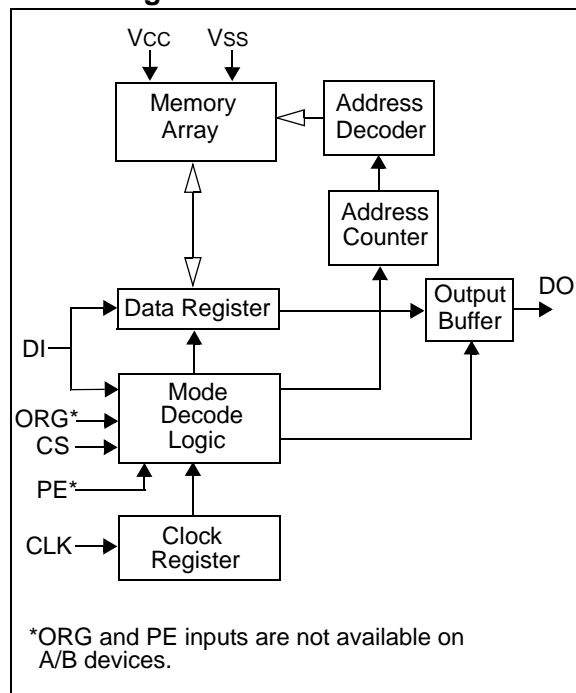 VCC VSS
Memory
Array
Address
Decoder
Address
Counter
Data Register
Output
Buffer
DO
DI
Mode
Decode
Logic
ORG*
CS
PE*
CLK
Clock
Register
*ORG and PE inputs are not available on
A/B devices.